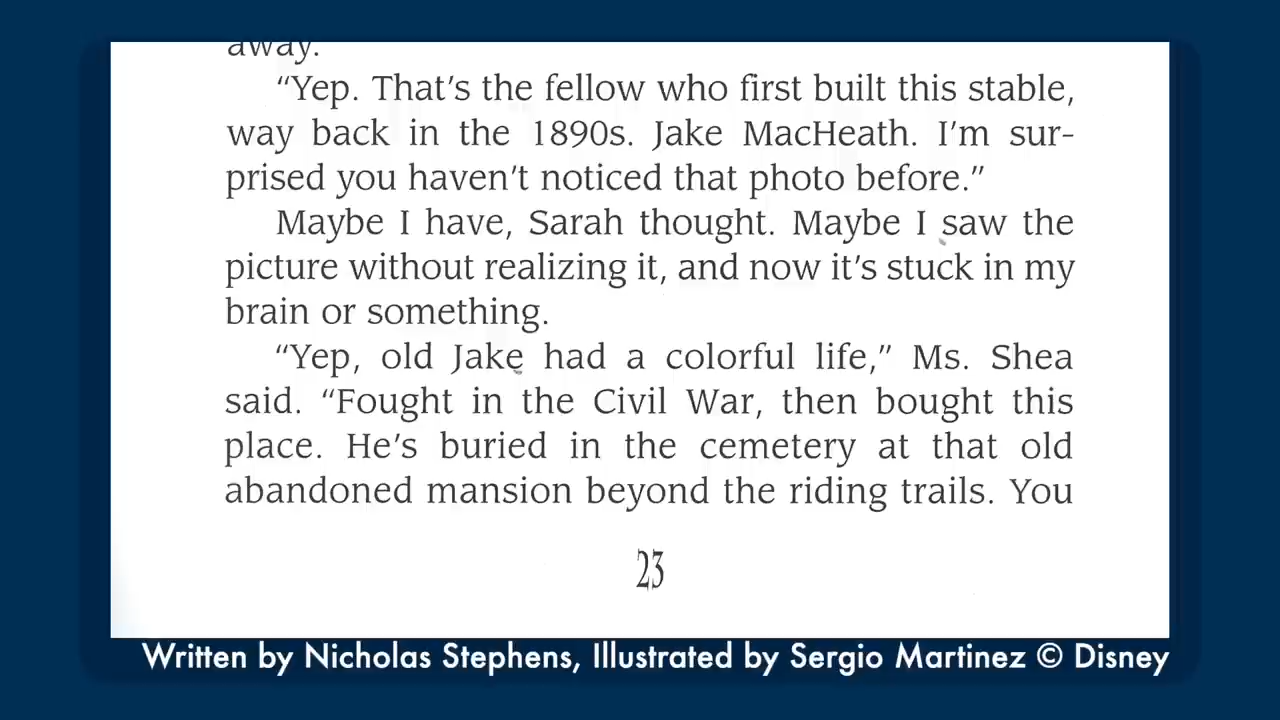 away.
“Yep. That’s the fellow who first built this stable,
way back in the 1890s. Jake MacHeath. I’m sur-
prised you haven’t noticed that photo before.”
Maybe I have, Sarah thought. Maybe I saw the
picture without realizing it, and now it’s stuck in my
brain or something.
“Yep, old Jake had a colorful life,” Ms. Shea
said. “Fought in the Civil War, then bought this
place. He’s buried in the cemetery at that old
abandoned mansion beyond the riding trails. You
23
Written by Nicholas Stephens, Illustrated by Sergio Martinez © Disney